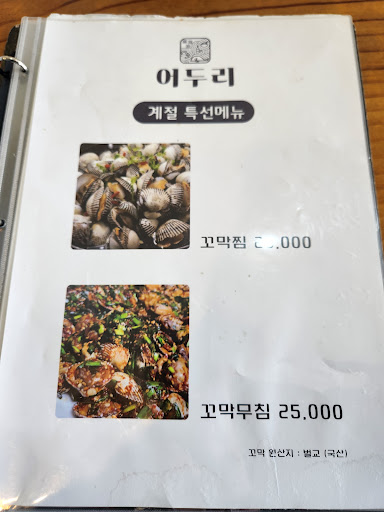 어두리
계절 특선메뉴
꼬막찜
꼬막무침 25,000
꼬막 원산지 : 벌교 (국산)